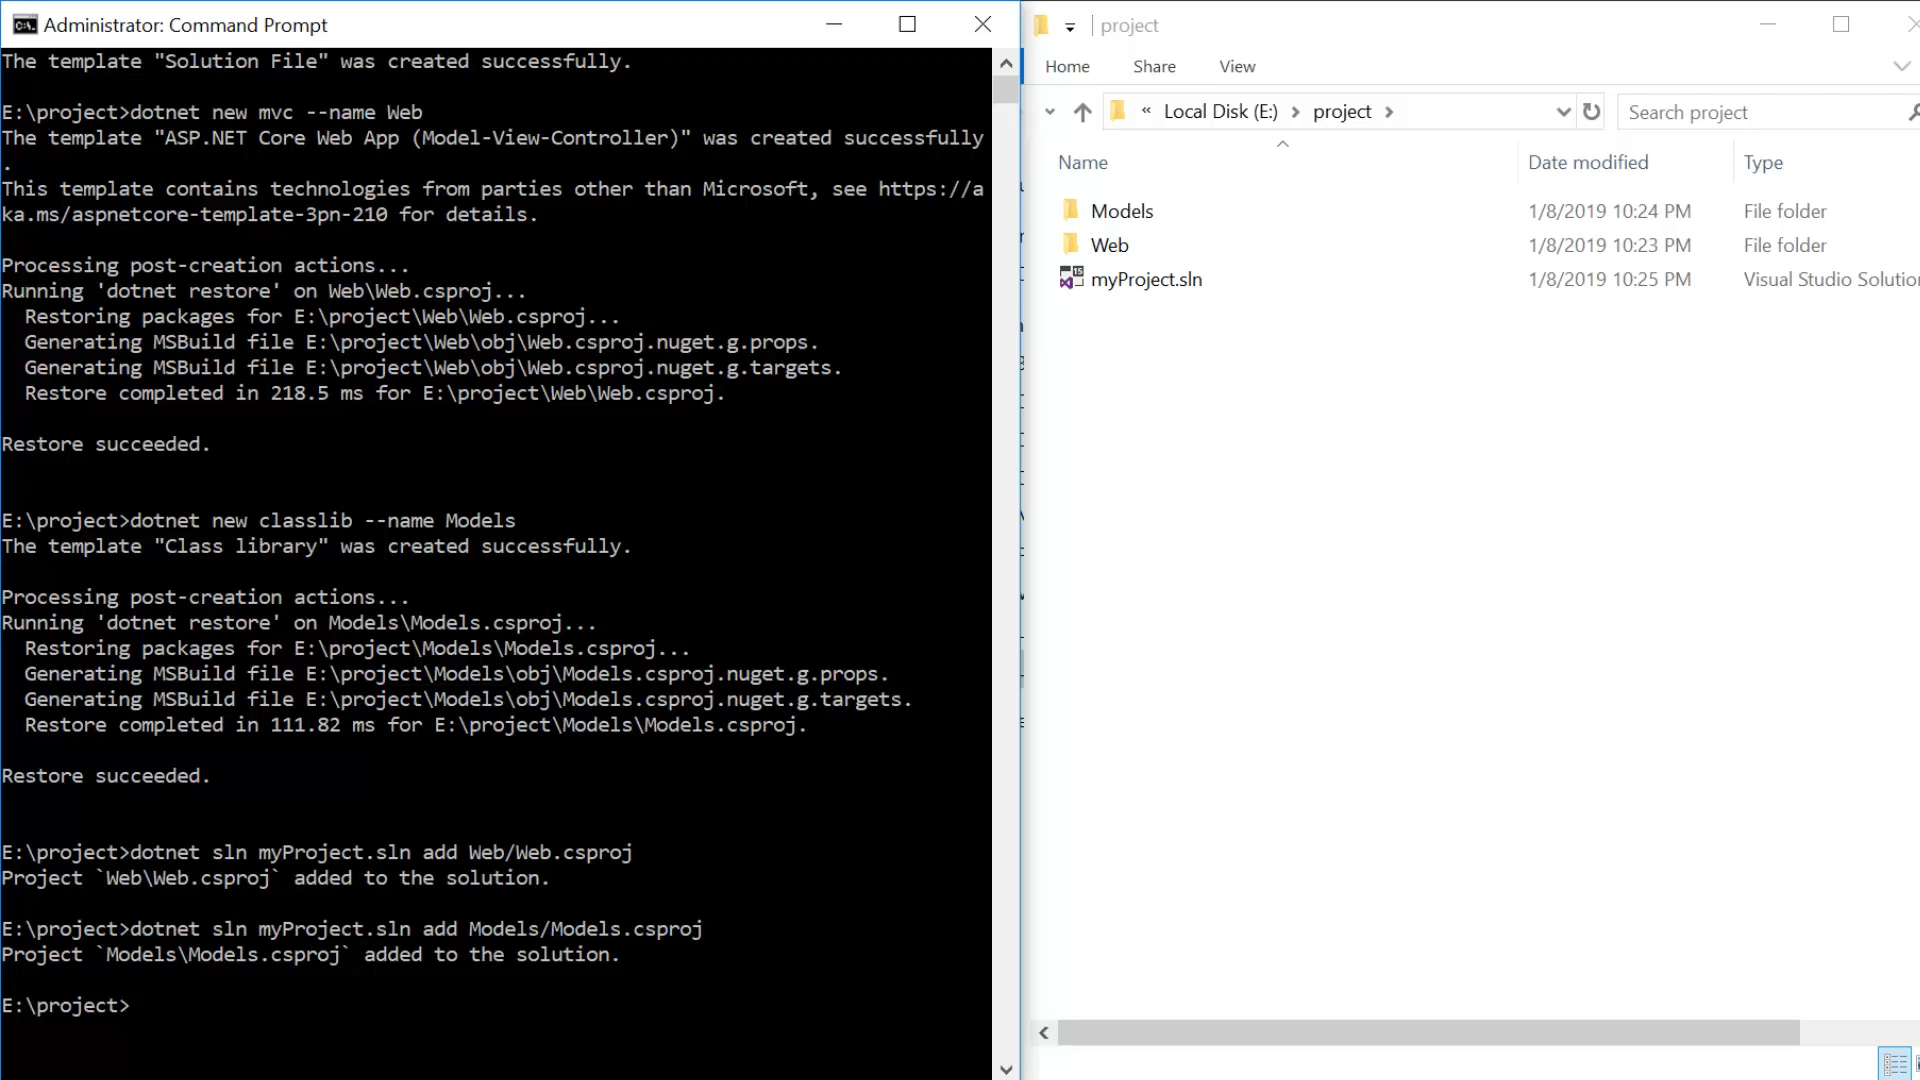 Administrator: Command Prompt
The template "Solution File" was created successfully.
E:\project>dotnet new mvc --name Web
The template "ASP.NET Core Web App (Model-View-Controller)" was created successfully
.
This template contains technologies from parties other than Microsoft, see https://a
ka.ms/aspnetcore-template-3pn-210 for details.
Processing post-creation actions...
Running 'dotnet restore' on Web\Web.csproj...
Restoring packages for E:\project\Web\Web.csproj...
Generating MSBuild file E:\project\Web\obj\Web.csproj.nuget.g.props.
Generating MSBuild file E:\project\Web\obj\Web.csproj.nuget.g.targets.
Restore completed in 218.5 ms for E:\project\Web\Web.csproj.
Restore succeeded.
E:\project>dotnet new classlib --name Models
The template "Class library" was created successfully.
Processing post-creation actions...
Running 'dotnet restore' on Models\Models.csproj...
Restoring packages for E:\project\Models\Models.csproj...
Generating MSBuild file E:\project\Models\obj\Models.csproj.nuget.g.props.
Generating MSBuild file E:\project\Models\obj\Models.csproj.nuget.g.targets.
Restore completed in 111.82 ms for E:\project\Models\Models.csproj.
Restore succeeded.
E:\project>dotnet sln myProject.sln add Web/Web.csproj
Project `Web\Web.csproj` added to the solution.
E:\project>dotnet sln myProject.sln add Models/Models.csproj
Project `Models\Models.csproj` added to the solution.
E:\project>
project
Home Share View
« Local Disk (E:) > project > Search project
Name Date modified Type
Models 1/8/2019 10:24 PM File folder
Web 1/8/2019 10:23 PM File folder
myProject.sln 1/8/2019 10:25 PM Visual Studio Solutio